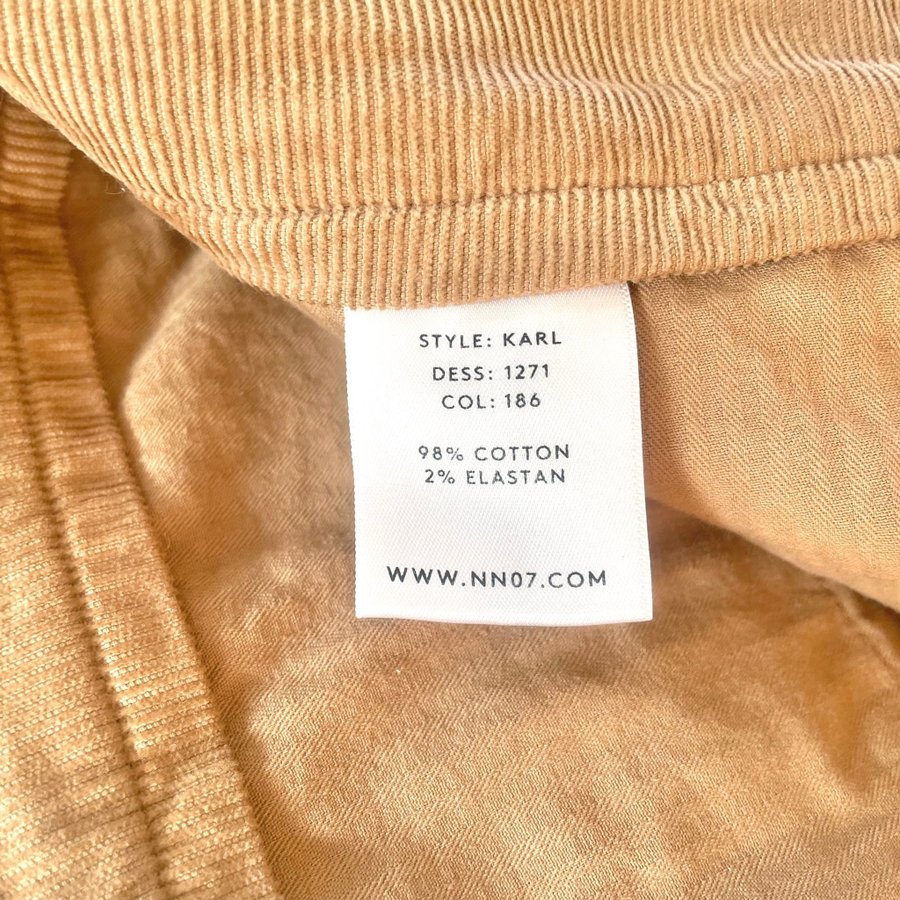 STYLE: KARL
DESS: 1271
COL: 186
98% COTTON
2% ELASTAN
WWW.NN07.COM